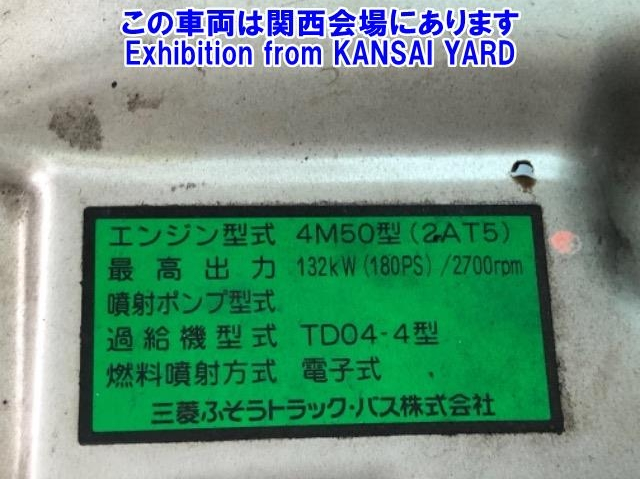 この車両は関西会場にあります
Exhibition from KANSAI YARD
エンジン型式 4M50型(2AT5)
最高出力 132kW(180PS)/2700rpm
噴射ポンプ型式
過給機型式 TD04-4型
燃料噴射方式 電子式
三菱ふそうトラック・バス株式会社